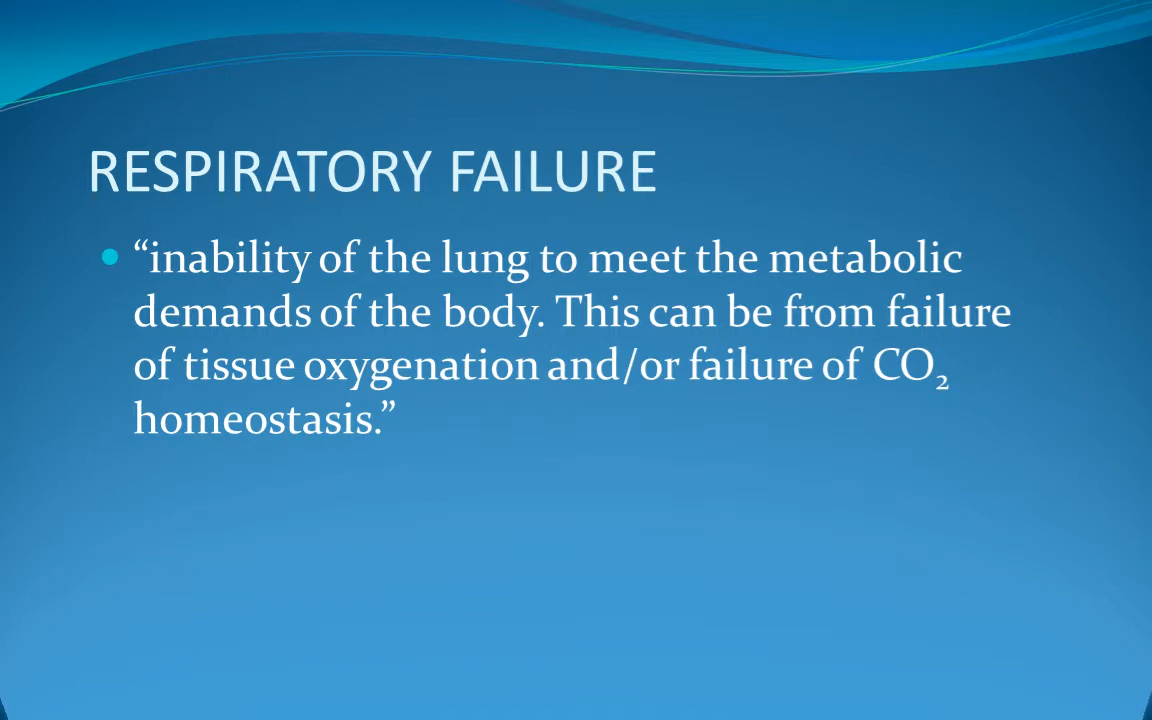 RESPIRATORY FAILURE
• “inability of the lung to meet the metabolic
demands of the body. This can be from failure
of tissue oxygenation and/or failure of CO₂
homeostasis.”